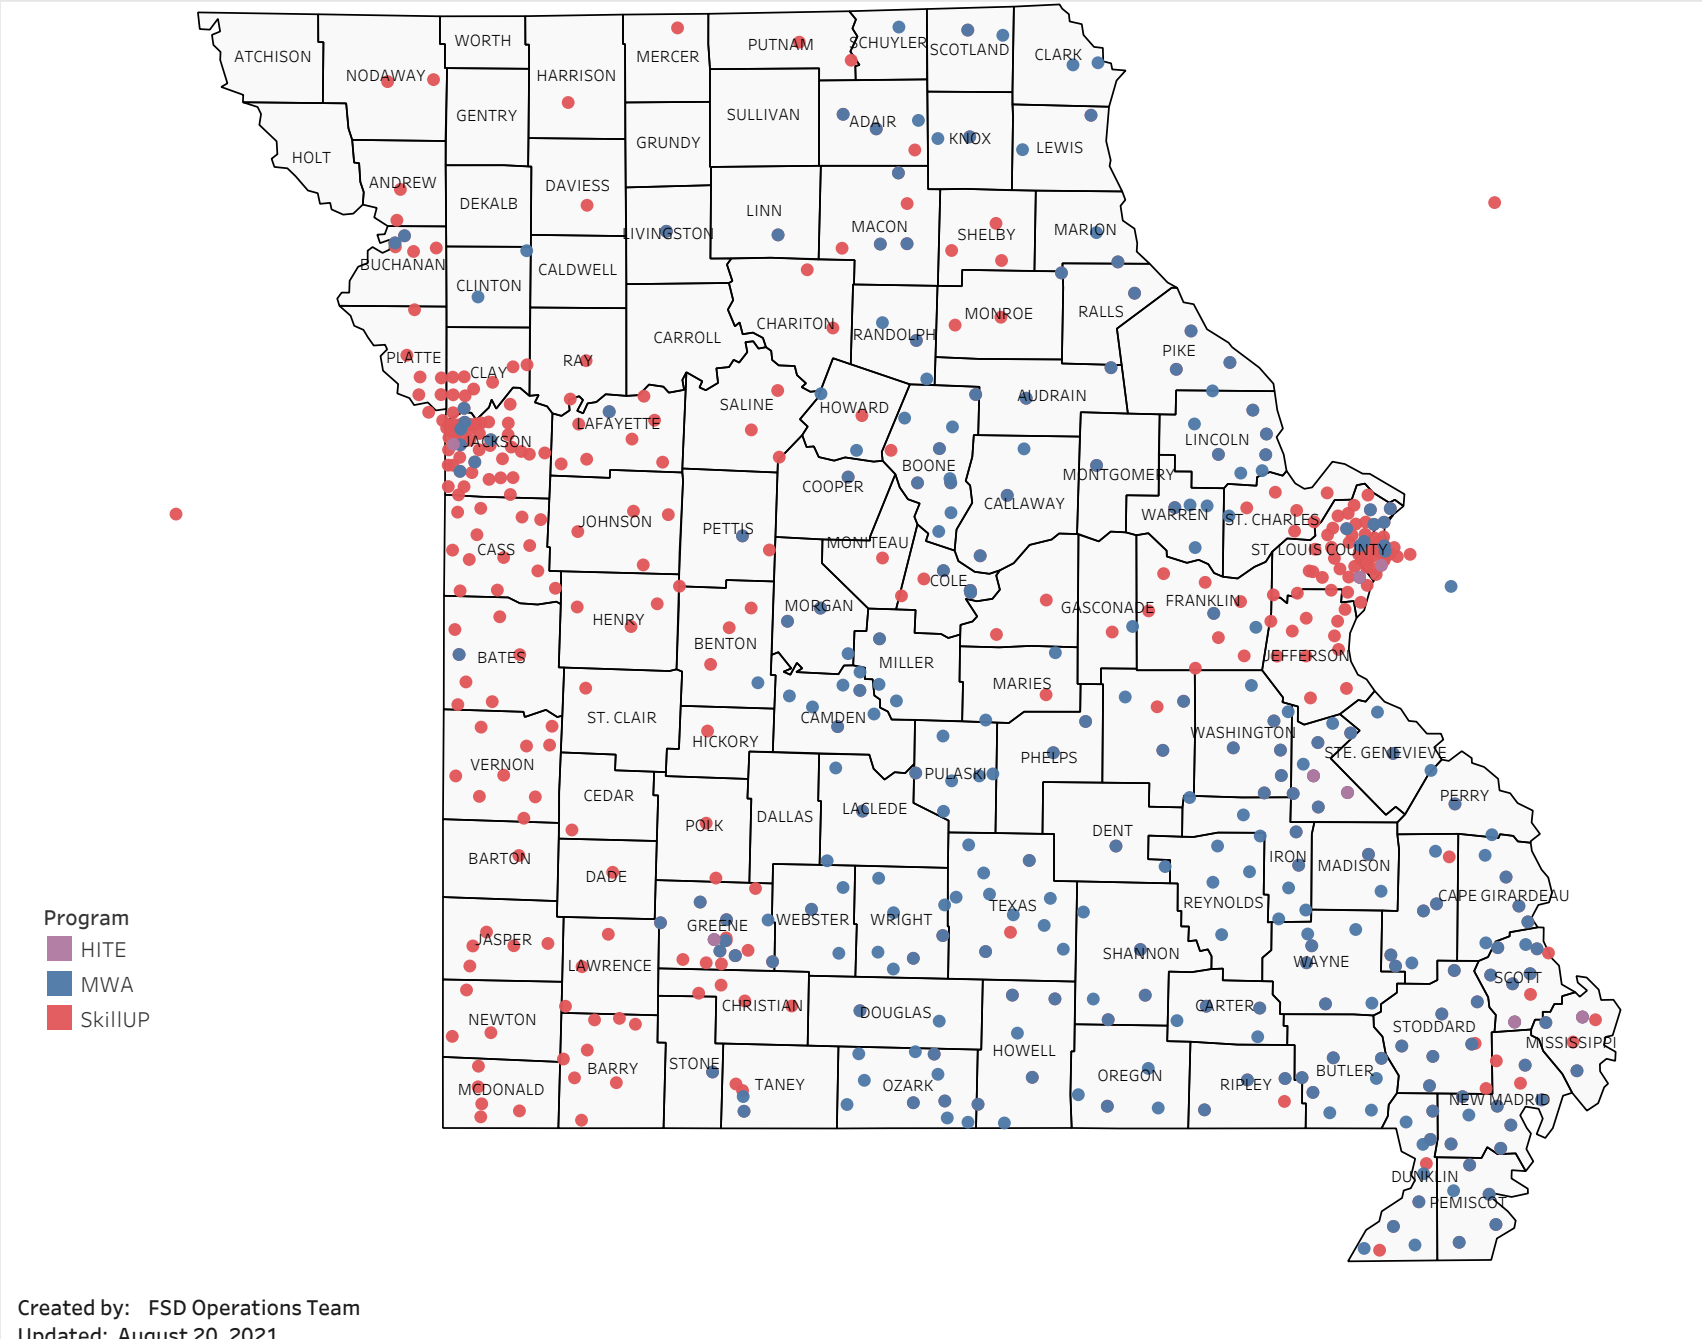 WORTH
SCHUYLER
PUTNAM
SCOTLAND
ATCHISON
MERCER
CLARK
NODAWAY
HARRISON
GENTRY
SULLIVAN
ADAIR
KNOX
GRUNDY
LEWIS
HOLT
ANDREW
DAVIESS
DEKALB
LINN
MACON
MARION
LIVINGSTON
SHELBY
BUCHANAN
CALDWELL
CLINTON
RALLS
MONROE
CHARITON
RANDOLPH
CARROLL
PIKE
PLATTE
RAY
CLAY
AUDRAIN
SALINE
HOWARD
LAFAYETTE
JACKSON
LINCOLN
BOONE
MONTGOMERY
COOPER
CALLAWAY
WARREN
ST. CHARLES
JOHNSON
PETTIS
MONITEAU
CASS
ST. LOUIS COUNTY
COLE
FRANKLIN
MORGAN
GASCONADE
HENRY
BENTON
JEFFERSON
BATES
MILLER
MARIES
ST. CLAIR
CAMDEN
WASHINGTON
HICKORY
STE. GENEVIEVE
PHELPS
VERNON
PULASKI
CEDAR
PERRY
LACLEDE
DALLAS
POLK
DENT
BARTON
IRON
MADISON
DADE
CAPE GIRARDEAU
REYNOLDS
TEXAS
Program
WEBSTER
WRIGHT
GREENE
JASPER
HITE
SHANNON
WAYNE
LAWRENCE
SCOTT
MWA
CHRISTIAN
CARTER
DOUGLAS
SkillUP
NEWTON
STODDARD
MISSISSIPPI
HOWELL
STONE
BARRY
BUTLER
OREGON
TANEY
RIPLEY
OZARK
MCDONALD
NEW MADRID
DUNKLIN
PEMISCOT
Created by: FSD Operations Team
Updated: August 20, 2021